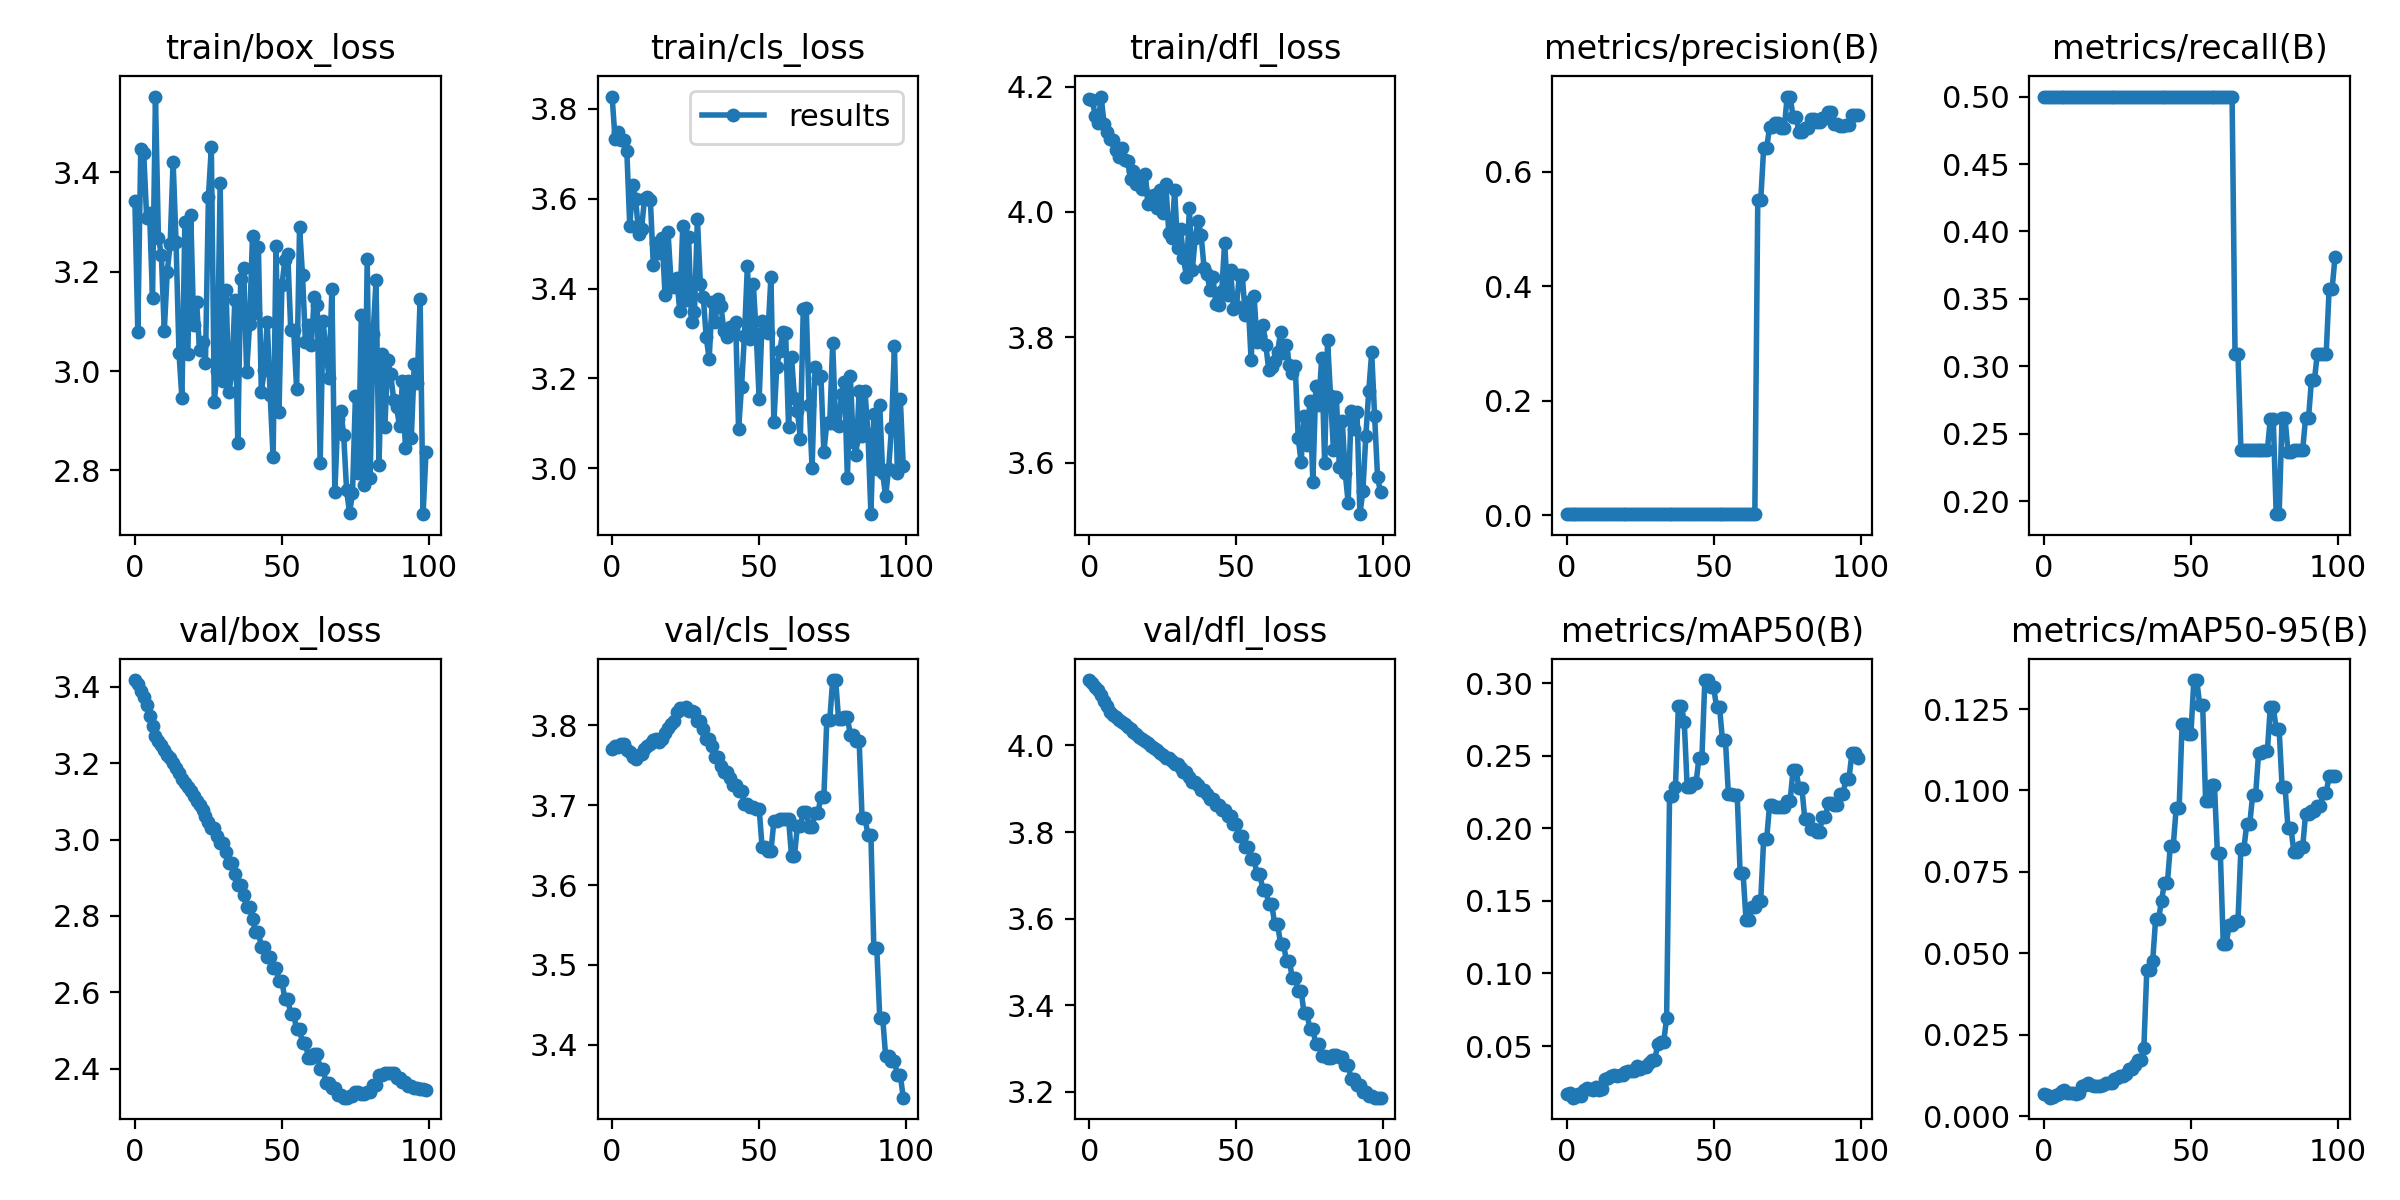 train/box_loss
3.4
3.2
3.0
2.8
0 50 100
train/cls_loss
results
3.8
3.6
3.4
3.2
3.0
0 50 100
train/dfl_loss
4.2
4.0
3.8
3.6
0 50 100
metrics/precision(B)
0.6
0.4
0.2
0.0
0 50 100
metrics/recall(B)
0.50
0.45
0.40
0.35
0.30
0.25
0.20
0 50 100
val/box_loss
3.4
3.2
3.0
2.8
2.6
2.4
0 50 100
val/cls_loss
3.8
3.7
3.6
3.5
3.4
0 50 100
val/dfl_loss
4.0
3.8
3.6
3.4
3.2
0 50 100
metrics/mAP50(B)
0.30
0.25
0.20
0.15
0.10
0.05
0 50 100
metrics/mAP50-95(B)
0.125
0.100
0.075
0.050
0.025
0.000
0 50 100